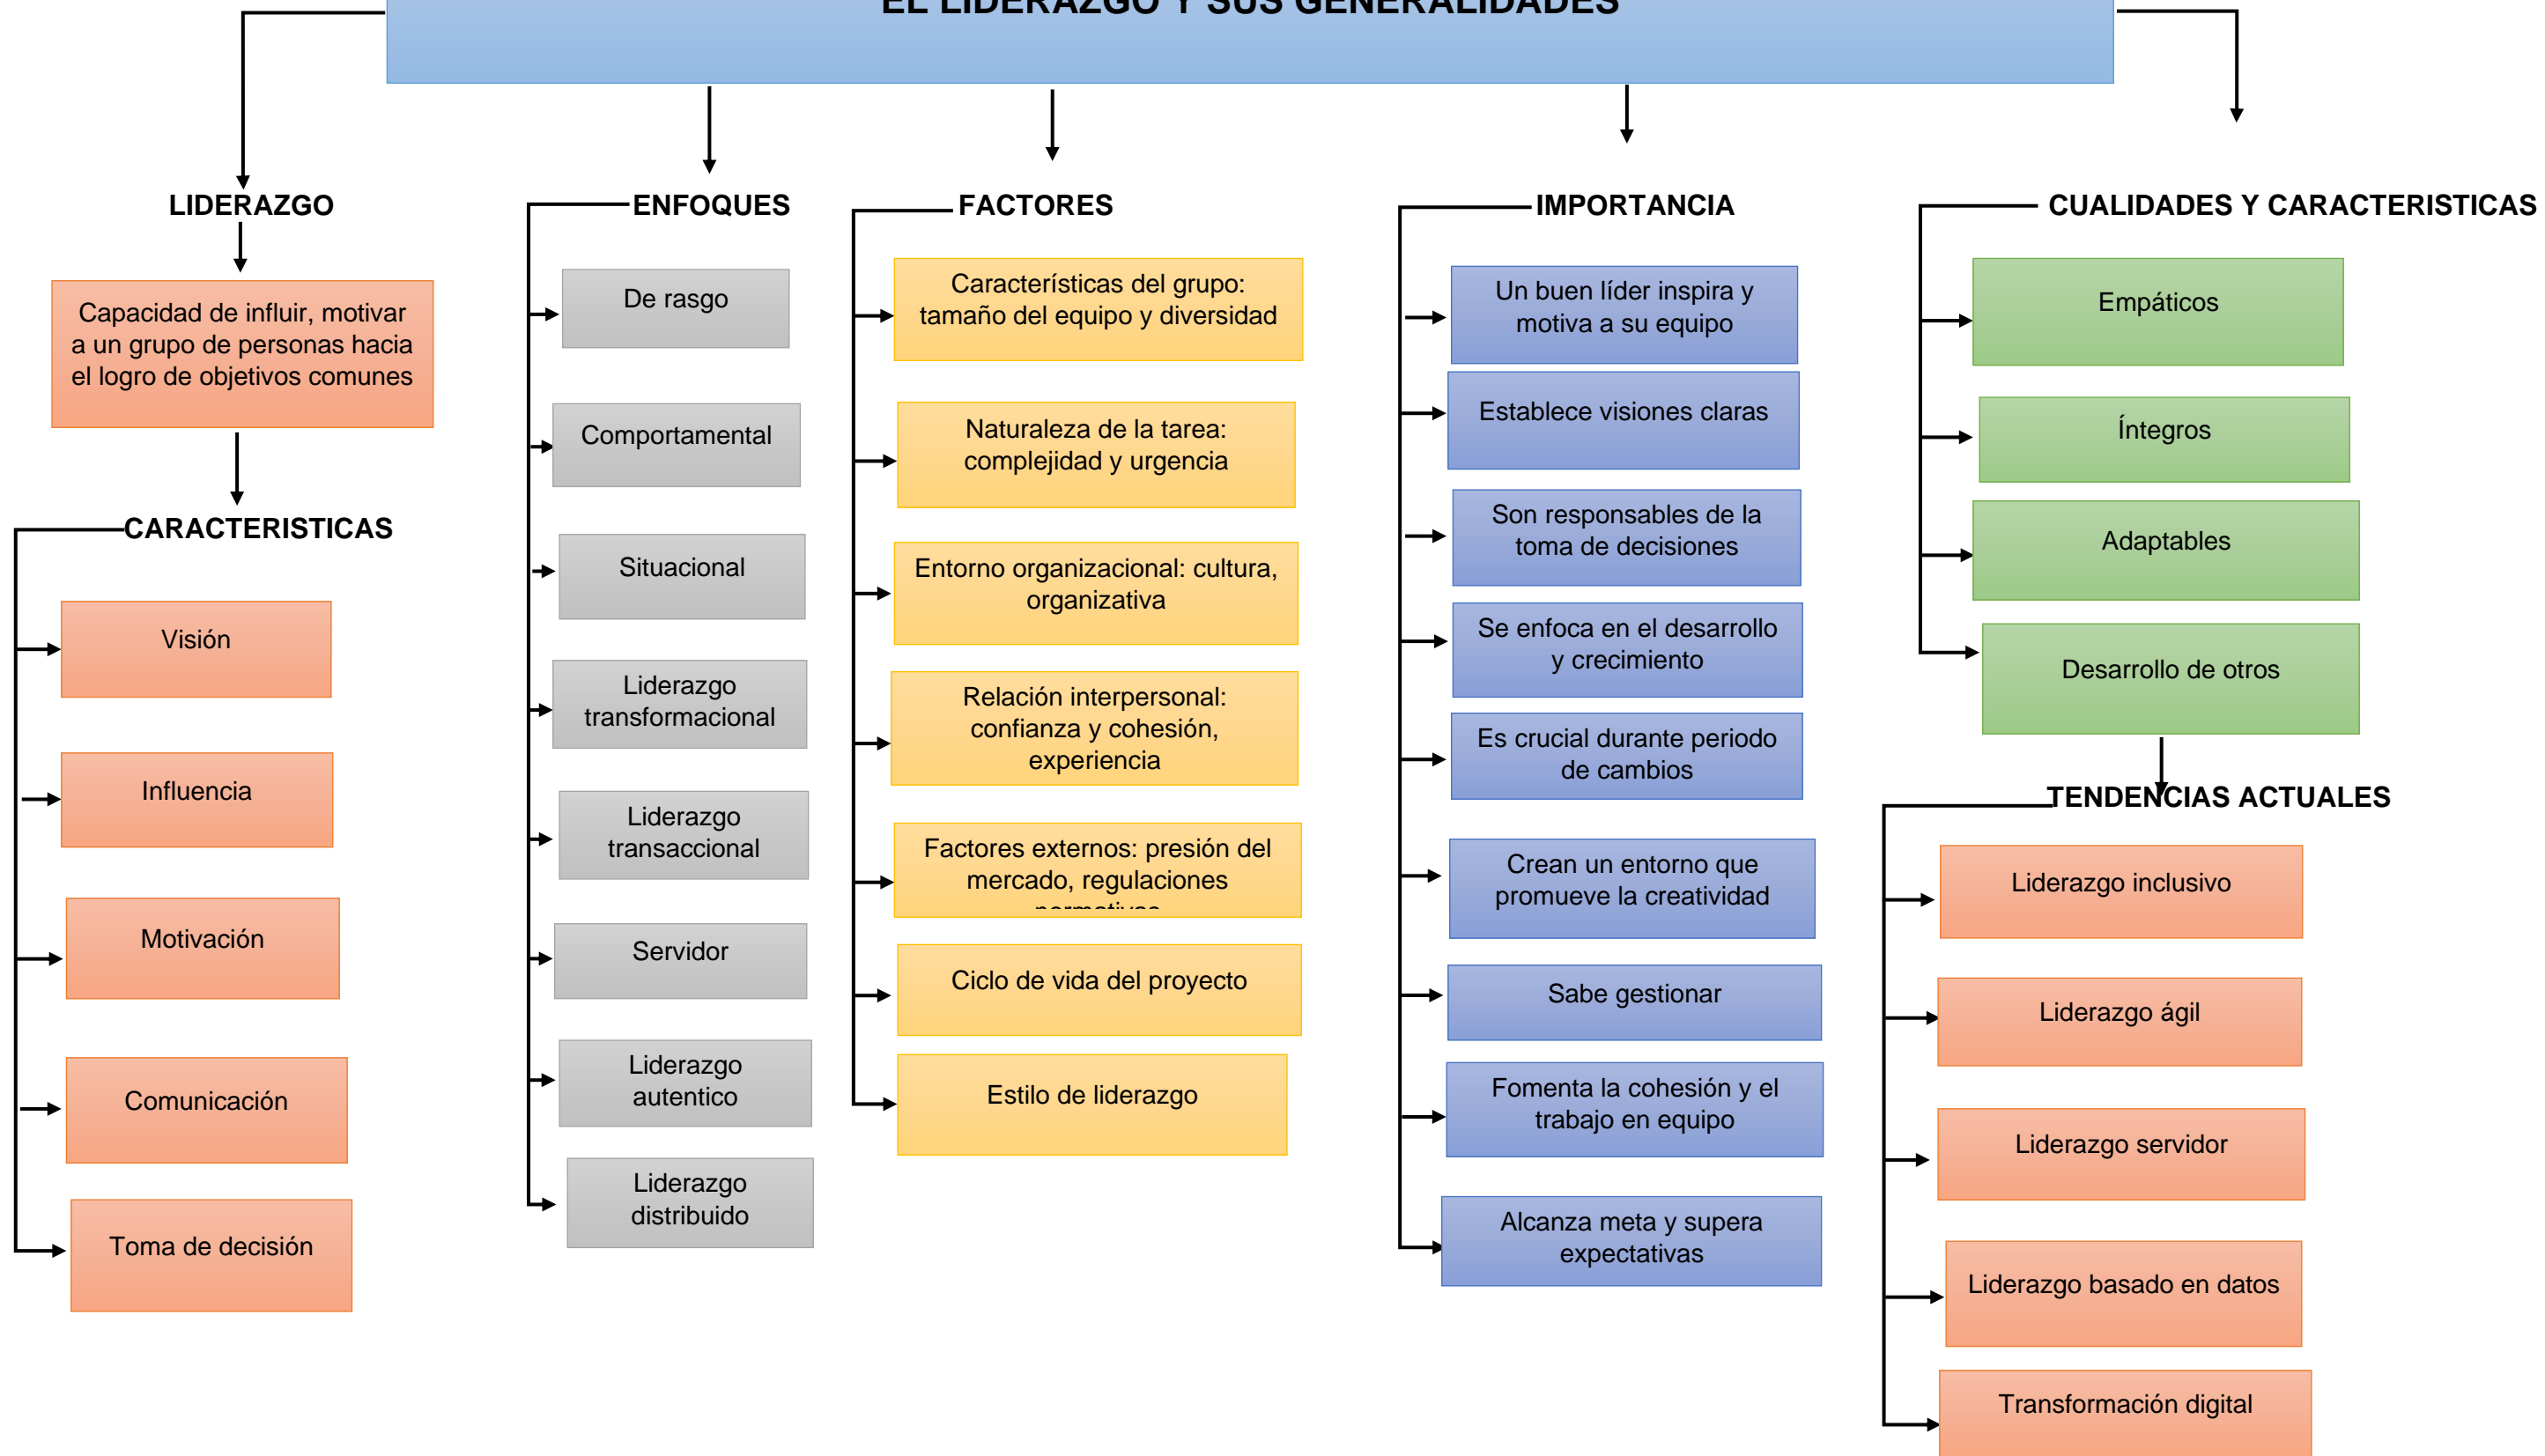 EL LIDERAZGO Y SUS GENERALIDADES
LIDERAZGO
Capacidad de influir, motivar
a un grupo de personas hacia
el logro de objetivos comunes
CARACTERISTICAS
Visión
Influencia
Motivación
Comunicación
Toma de decisión
ENFOQUES
De rasgo
Comportamental
Situacional
Liderazgo
transformacional
Liderazgo
transaccional
Servidor
Liderazgo
autentico
Liderazgo
distribuido
FACTORES
Características del grupo:
tamaño del equipo y diversidad
Naturaleza de la tarea:
complejidad y urgencia
Entorno organizacional: cultura,
organizativa
Relación interpersonal:
confianza y cohesión,
experiencia
Factores externos: presión del
mercado, regulaciones
normativas
Ciclo de vida del proyecto
Estilo de liderazgo
IMPORTANCIA
Un buen líder inspira y
motiva a su equipo
Establece visiones claras
Son responsables de la
toma de decisiones
Se enfoca en el desarrollo
y crecimiento
Es crucial durante periodo
de cambios
Crean un entorno que
promueve la creatividad
Sabe gestionar
Fomenta la cohesión y el
trabajo en equipo
Alcanza meta y supera
expectativas
CUALIDADES Y CARACTERISTICAS
Empáticos
Íntegros
Adaptables
Desarrollo de otros
TENDENCIAS ACTUALES
Liderazgo inclusivo
Liderazgo ágil
Liderazgo servidor
Liderazgo basado en datos
Transformación digital